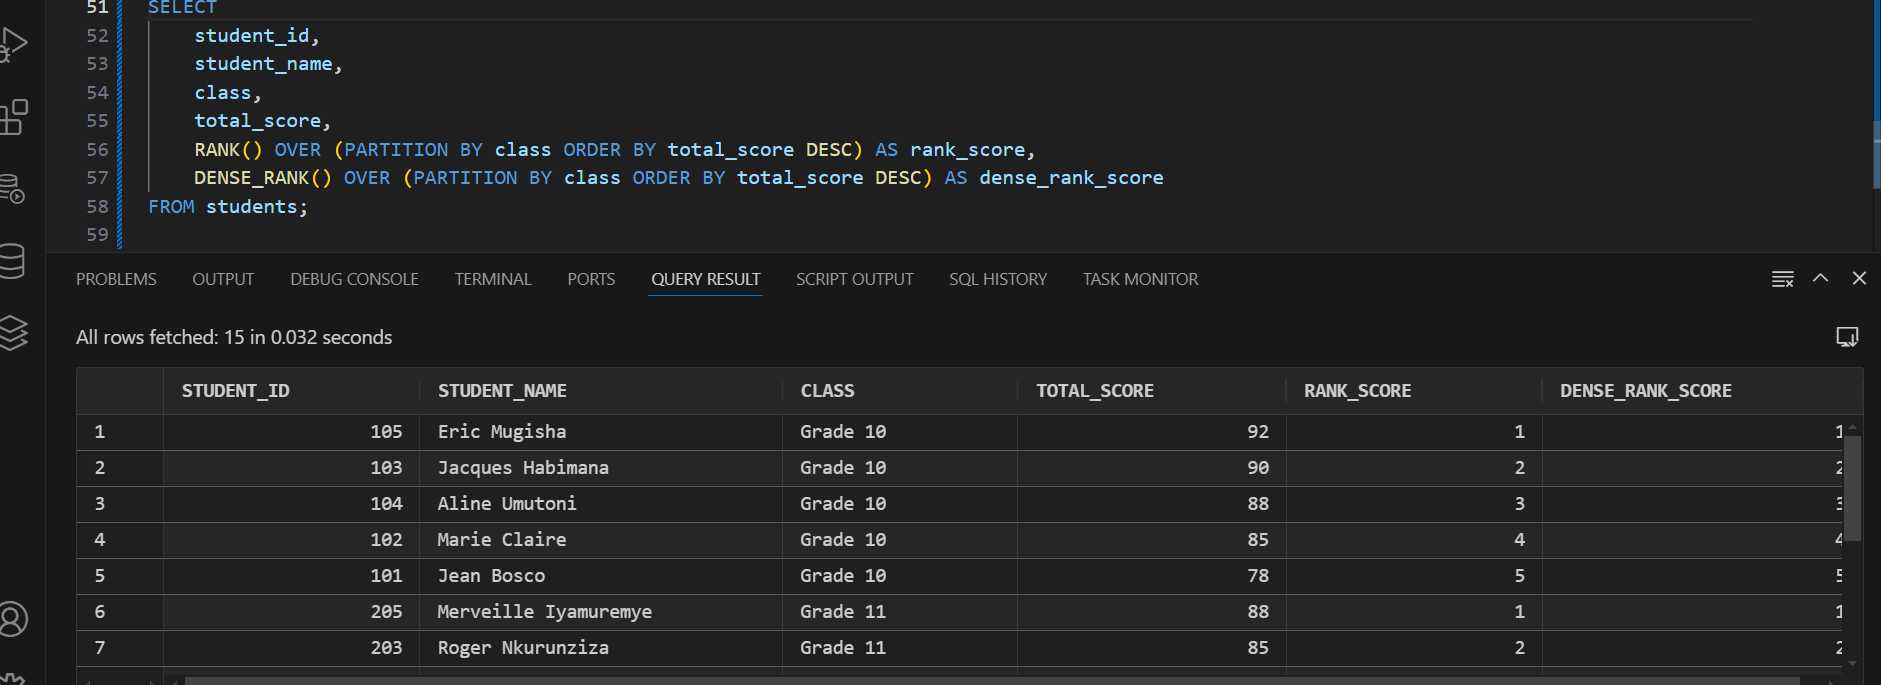 51 SELECT
52 student_id,
53 student_name,
54 class,
55 total_score,
56 RANK() OVER (PARTITION BY class ORDER BY total_score DESC) AS rank_score,
57 DENSE_RANK() OVER (PARTITION BY class ORDER BY total_score DESC) AS dense_rank_score
58 FROM students;
59
PROBLEMS OUTPUT DEBUG CONSOLE TERMINAL PORTS QUERY RESULT SCRIPT OUTPUT SQL HISTORY TASK MONITOR
All rows fetched: 15 in 0.032 seconds
STUDENT_ID STUDENT_NAME CLASS TOTAL_SCORE RANK_SCORE DENSE_RANK_SCORE
1 105 Eric Mugisha Grade 10 92 1 1
2 103 Jacques Habimana Grade 10 90 2 2
3 104 Aline Umutoni Grade 10 88 3 3
4 102 Marie Claire Grade 10 85 4 4
5 101 Jean Bosco Grade 10 78 5 5
6 205 Merveille Iyamuremye Grade 11 88 1 1
7 203 Roger Nkurunziza Grade 11 85 2 2